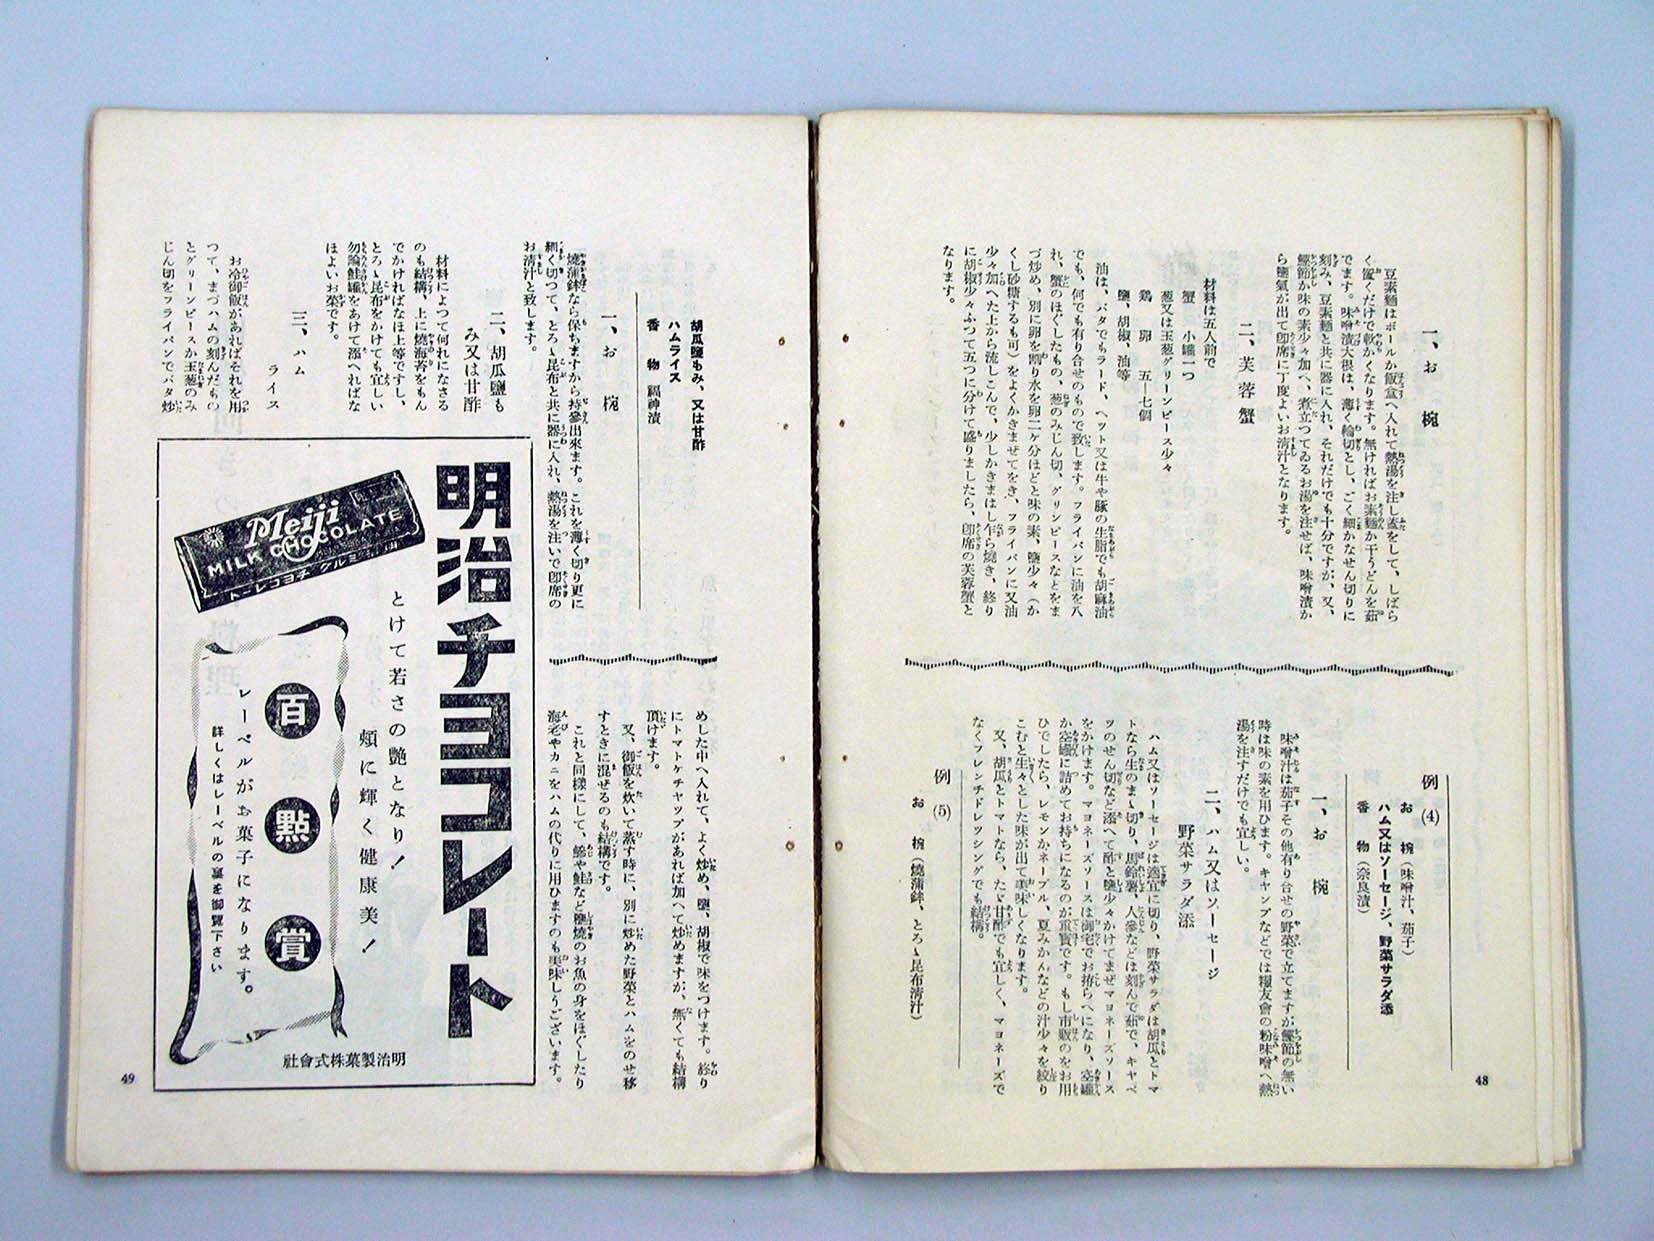 一、お椀
豆素麺はボールか飯盒へ入れて熱湯を注し蓋をして、しばら
く置くだけで軟かくなります。無ければお素麺か干うどんを茹
でます。味噌漬大根は、薄く輪切とし、ごく細かなせん切りに
刻み、豆素麺と共に器に入れ、それだけでも十分ですが、又、
鰹節か味の素少々加へ、煮立つてゐるお湯を注せば、味噌漬か
ら鹽氣が出て卽席に丁度よいお淸汁となります。
二、芙蓉蟹
材料は五人前で
蟹 小罐一つ
葱又は玉葱グリーンピース少々
鷄卵 五―七個
鹽、胡椒、油等
油は、バタでもラード、ヘツト又は牛や豚の生脂でも胡麻油
でも、何でも有り合せのもので致します。フライパンに油を入
れ、蟹のほぐしたもの、葱のみじん切、グリンピースなどをま
づ炒め、別に卵を割り水を卵二ケ分ほどと味の素、鹽少々(か
くし砂糖するも可)をよくかきまぜてをき、フライパンに又油
少々加へた上から流しこんで、少しかきまはし乍ら燒き、終り
に胡椒少々ふつて五つに分けて盛りましたら、卽席の芙蓉蟹と
なります。
例(4)
お椀(味噌汁、茄子)
ハム又はソーセージ、野菜サラダ添
香物(奈良漬)
一、お椀
味噌汁は茄子その他有り合せの野菜で立てますが鰹節の無い
時は味の素を用ひます。キャンプなどでは糧友會の粉味噌へ熱
湯を注すだけでも宜しい。
二、ハム又はソーセージ
野菜サラダ添
ハム又はソーセージは適宜に切り、野菜サラダは胡瓜とトマ
トなら生のまゝ切り、馬鈴薯、人參などは刻んで茹で、キャベ
ツのせん切など添へて酢と鹽少々かけてまぜマヨネーズソース
をかけます。マヨネーズソースは御宅でお拵らへになり、空罐
か空罎に詰めてお持ちになるのが重寶です。もし市販のをお用
ひでしたら、レモンかネーブル、夏みかんなどの汁少々を絞り
こむと生々とした味が出て美味しくなります。
又、胡瓜とトマトなら、たゞ甘酢でも宜しく、マヨネーズで
なくフレンチドレツシングでも結構。
例(5)
お椀(燒蒲鉾、とろゝ昆布淸汁)
48
胡瓜鹽もみ、又は甘酢
ハムライス
香物 福神漬
一、お椀
燒蒲鉾なら保ちますから持參出來ます。これを薄く切り更に
細く切つて、とろゝ昆布と共に器に入れ、熱湯を注いで卽席の
お淸汁と致します。
二、胡瓜鹽も
み又は甘酢
材料によつて何れになさる
のも結構、上に燒海苔をもん
でかければなほ上等ですし、
とろゝ昆布をかけても宜しい
勿論鮭罐をあけて添へればな
ほよいお菜です。
三、ハム
ライス
お冷御飯があればそれを用
つて、まづハムの刻んだもの
とグリーンピースか玉葱のみ
じん切をフライパンでバタ炒
めした中へ入れて、よく炒め、鹽、胡椒で味をつけます。終り
にトマトケチヤツプがあれば加へて炒めますが、無くても結構
頂けます。
又、御飯を炊いて蒸す時に、別に炒めた野菜とハムをのせ移
すときに混ぜるのも結構です。
これと同樣にして、鯵や鮭など鹽燒のお魚の身をほぐしたり
海老やカニをハムの代りに用ひますのも美味しうございます。
明治チヨコレート
Meiji
MILK CHOCOLATE
トーレコヨチ クルミ
とけて若さの艶となり!
頰に輝く健康美!
百點賞
レーベルがお菓子になります。
詳しくはレーベルの裏を御覽下さい
社會式株菓製治明
49